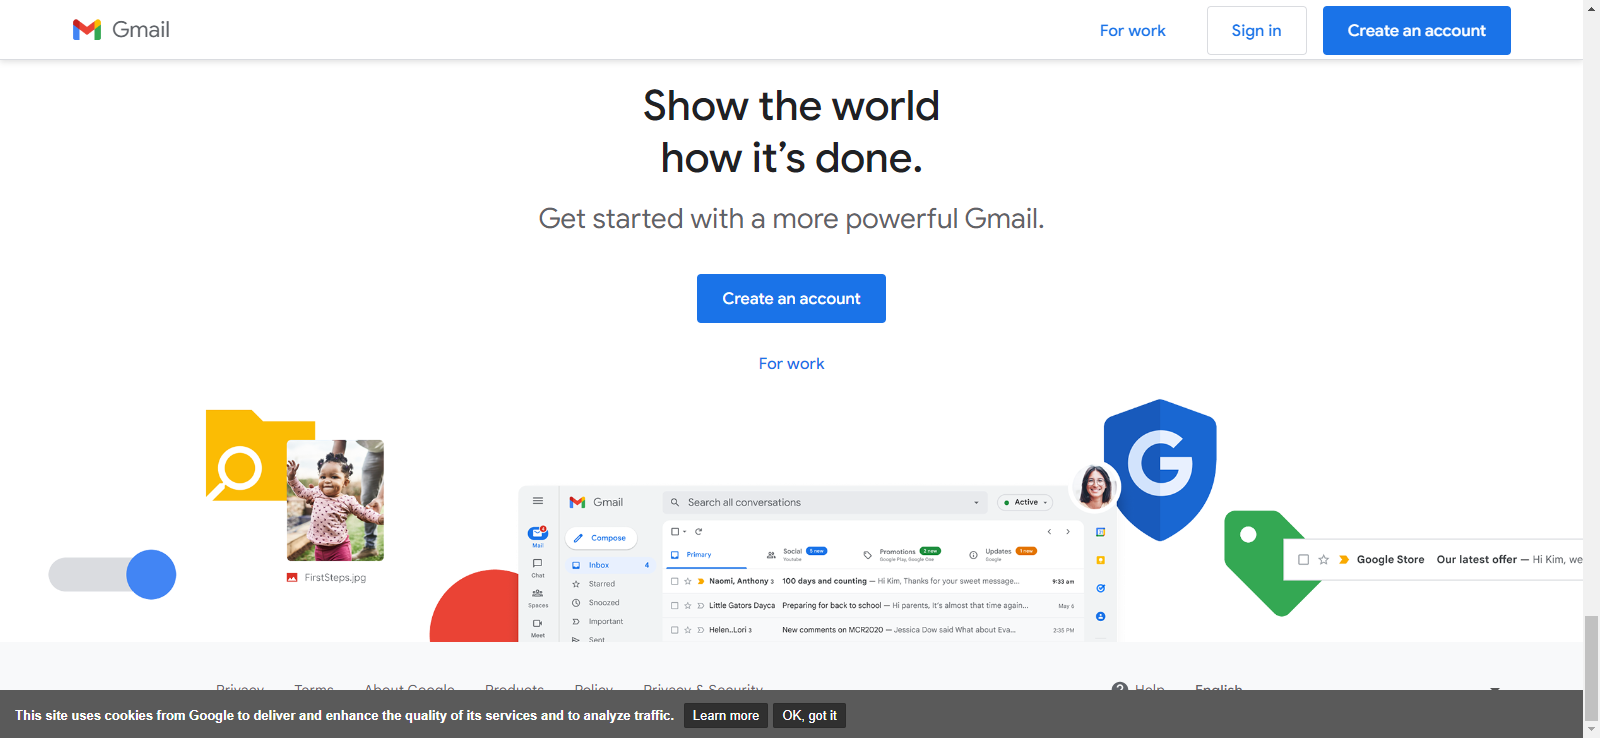 Gmail
For work
Sign in
Create an account
Show the world
how it’s done.
Get started with a more powerful Gmail.
Create an account
For work
FirstSteps.jpg
Gmail
Search all conversations
Active
Mail
Chat
Spaces
Meet
4
Compose
Inbox 4
Starred
Snoozed
Important
Sent
Primary
Social 5 new
Youtube
Promotions 2 new
Google Play, Google One
Updates 1 new
Google
Naomi, Anthony 3 100 days and counting — Hi Kim, Thanks for your sweet message... 9:33 am
Little Gators Dayca Preparing for back to school — Hi parents, It's almost that time again... May 6
Helen..Lori 3 New comments on MCR2020 — Jessica Dow said What about Eva... 2:35 PM
G
Google Store Our latest offer — Hi Kim, we
Privacy Terms About Google Products Policy Privacy & Security Help English
This site uses cookies from Google to deliver and enhance the quality of its services and to analyze traffic. Learn more OK, got it